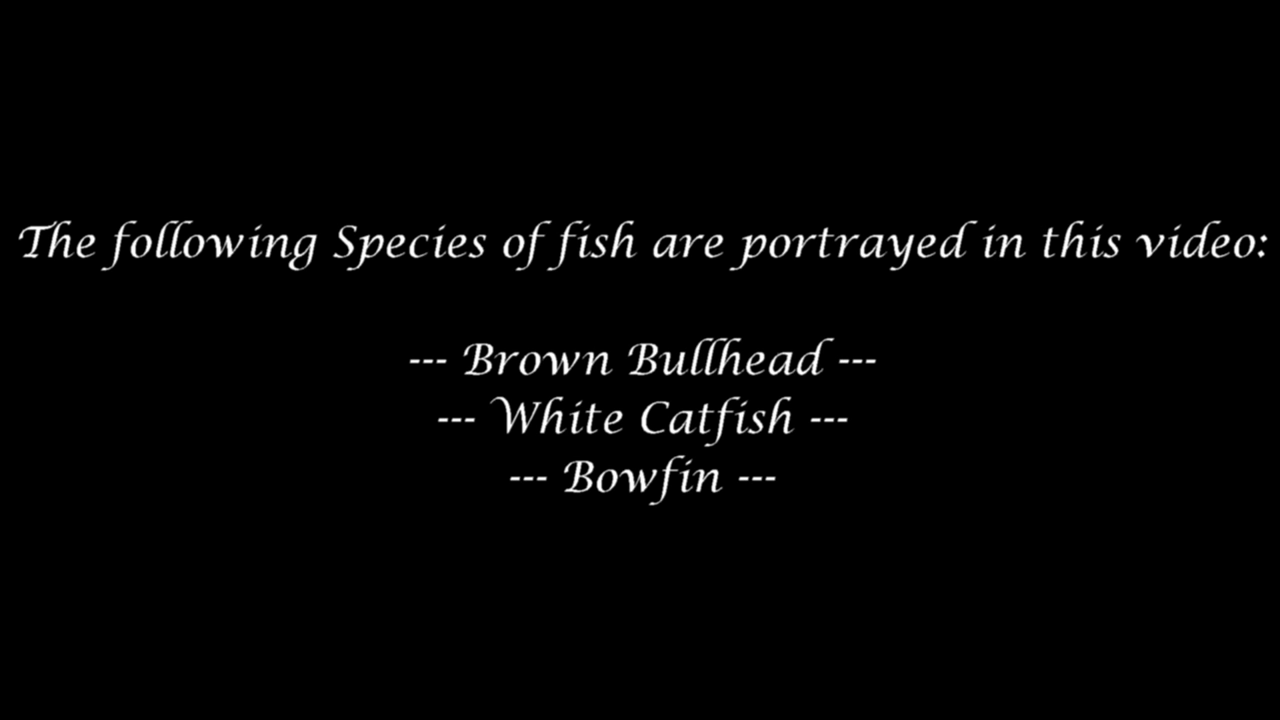 The following Species of fish are portrayed in this video:
--- Brown Bullhead ---
--- White Catfish ---
--- Bowfin ---